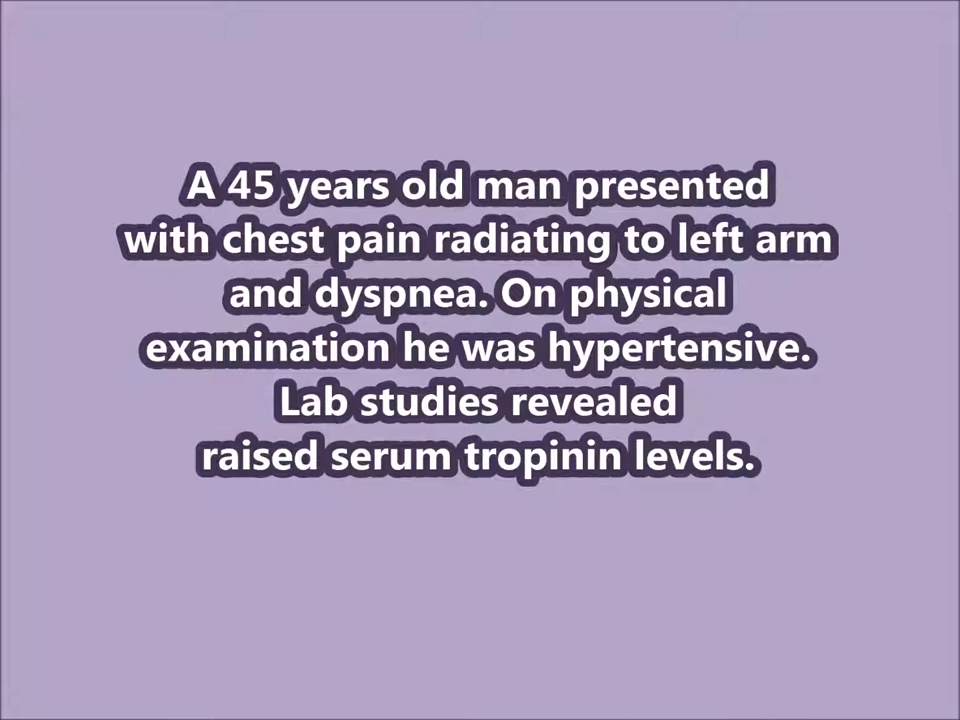 A 45 years old man presented
with chest pain radiating to left arm
and dyspnea. On physical
examination he was hypertensive.
Lab studies revealed
raised serum tropinin levels.